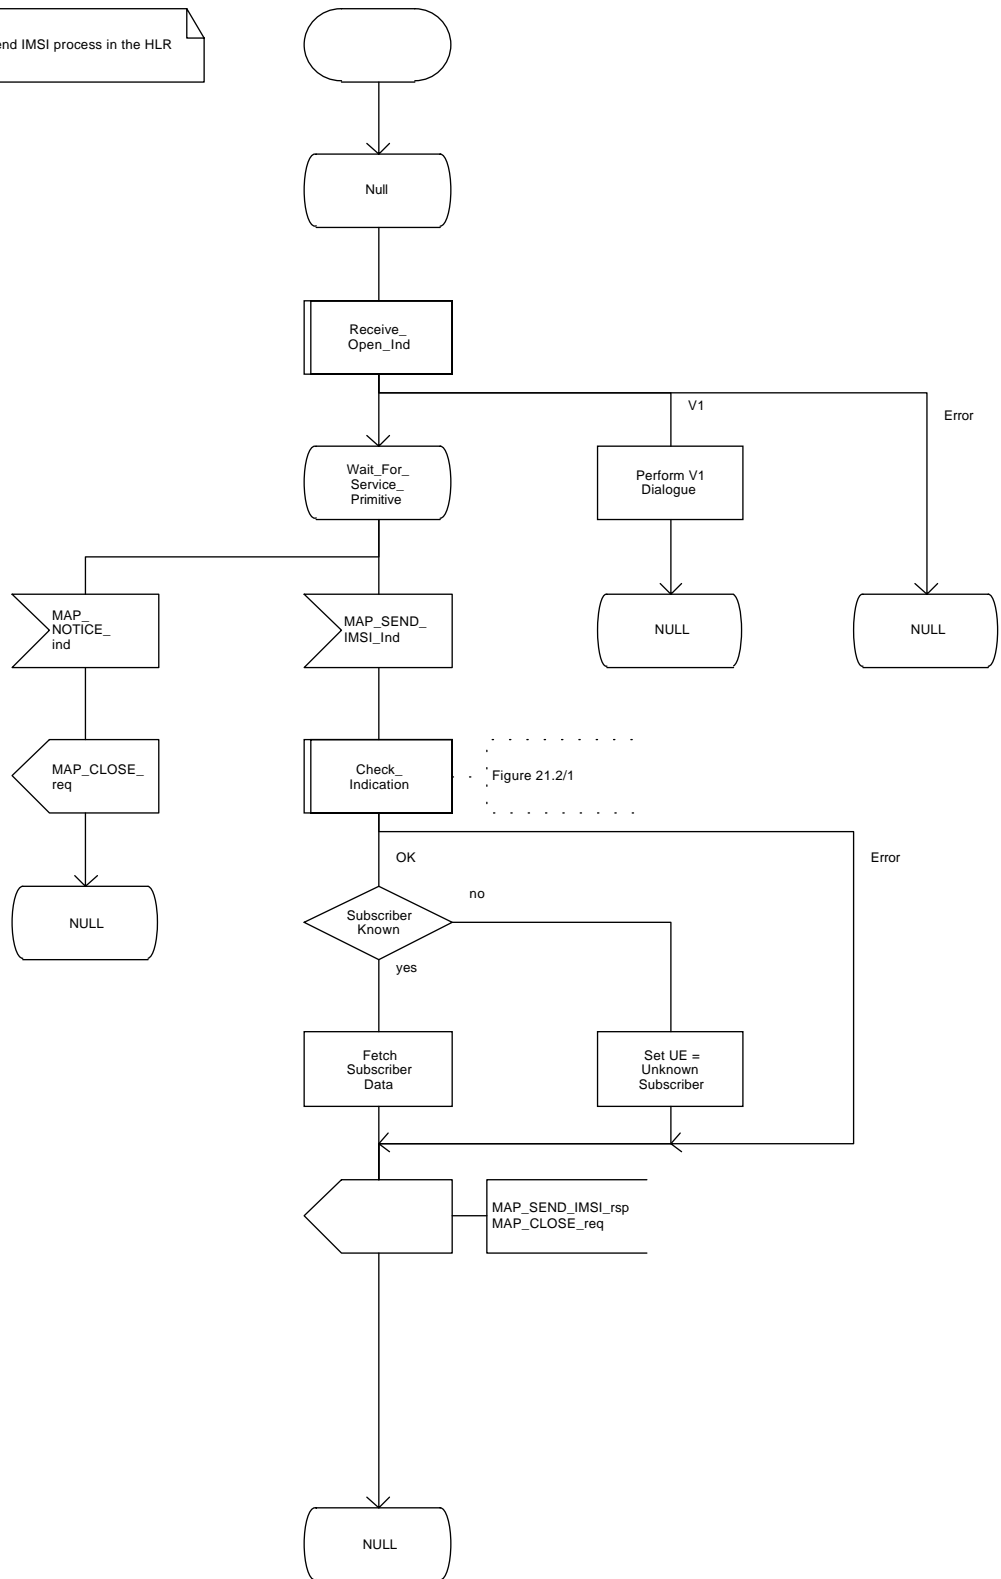 end IMSI process in the HLR
Null
Receive_
Open_Ind
V1
Error
Wait_For_
Service_
Primitive
Perform V1
Dialogue
MAP_
NOTICE_
ind
MAP_SEND_
IMSI_Ind
NULL
NULL
MAP_CLOSE_
req
Check_
Indication
Figure 21.2/1
OK
Error
no
Subscriber
Known
NULL
yes
Fetch
Subscriber
Data
Set UE =
Unknown
Subscriber
MAP_SEND_IMSI_rsp
MAP_CLOSE_req
NULL